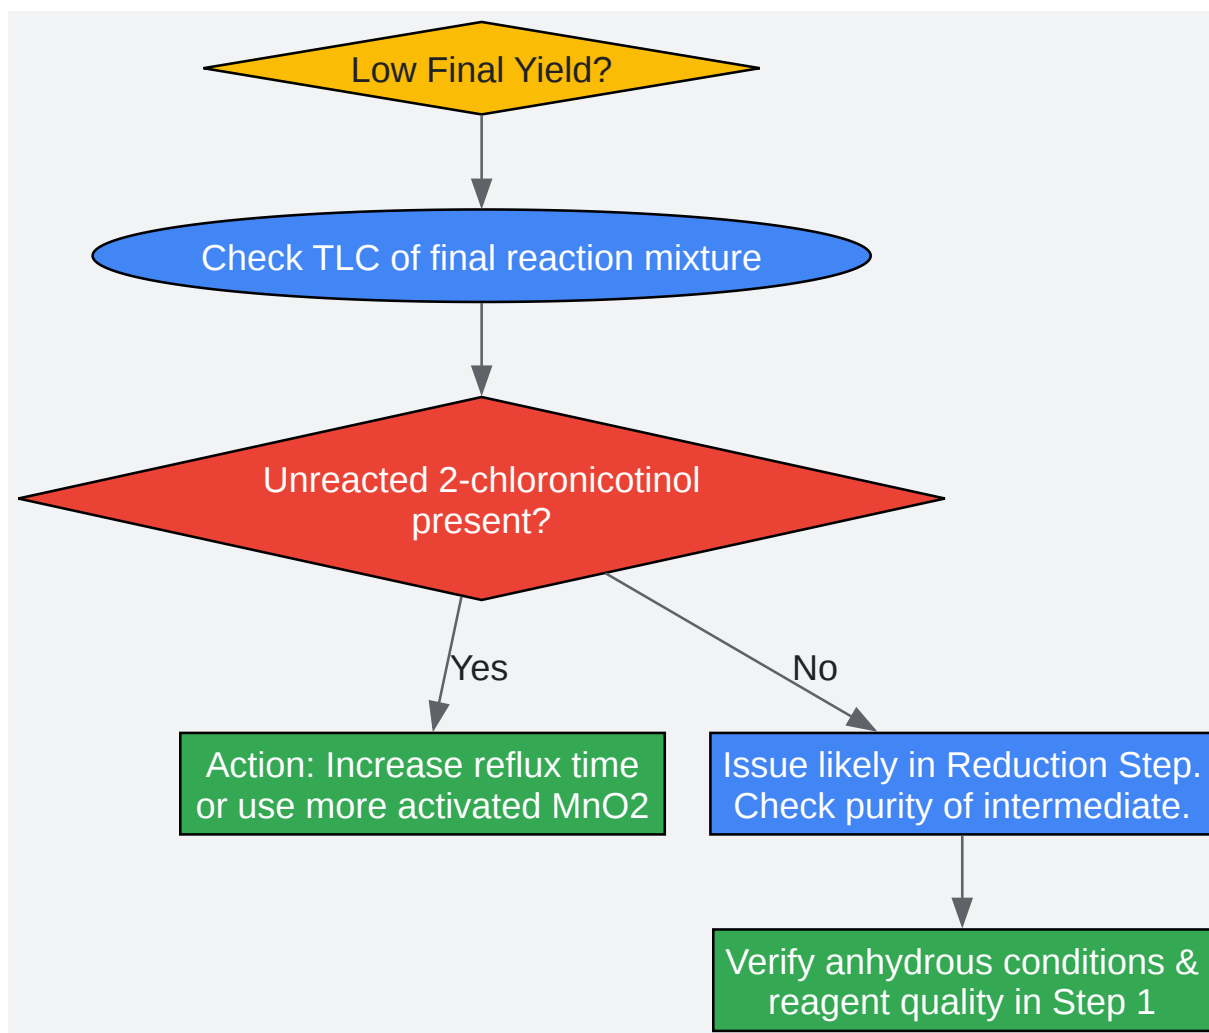 Low Final Yield?
Check TLC of final reaction mixture
Unreacted 2-chloronicotinol
present?
Yes
No
Action: Increase reflux time
or use more activated MnO2
Issue likely in Reduction Step.
Check purity of intermediate.
Verify anhydrous conditions &
reagent quality in Step 1